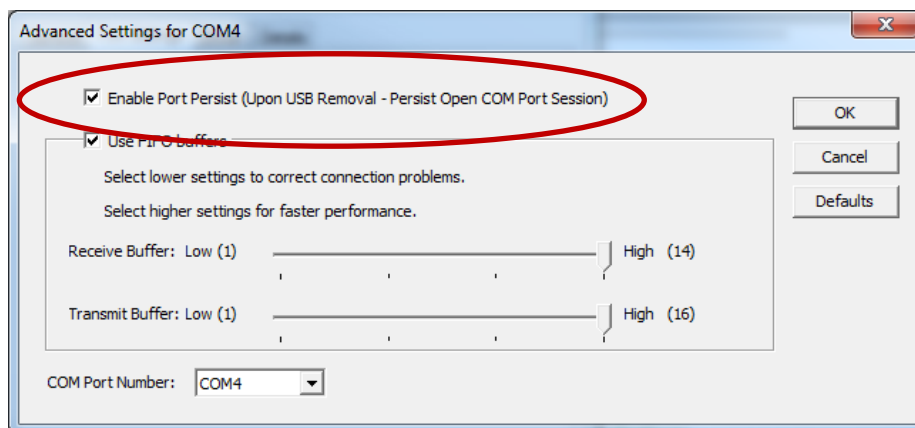 Advanced Settings for COM4
Enable Port Persist (Upon USB Removal - Persist Open COM Port Session)
OK
Use FIFO buffers
Cancel
Select lower settings to correct connection problems.
Defaults
Select higher settings for faster performance.
Receive Buffer: Low (1) High (14)
Transmit Buffer: Low (1) High (16)
COM Port Number: COM4